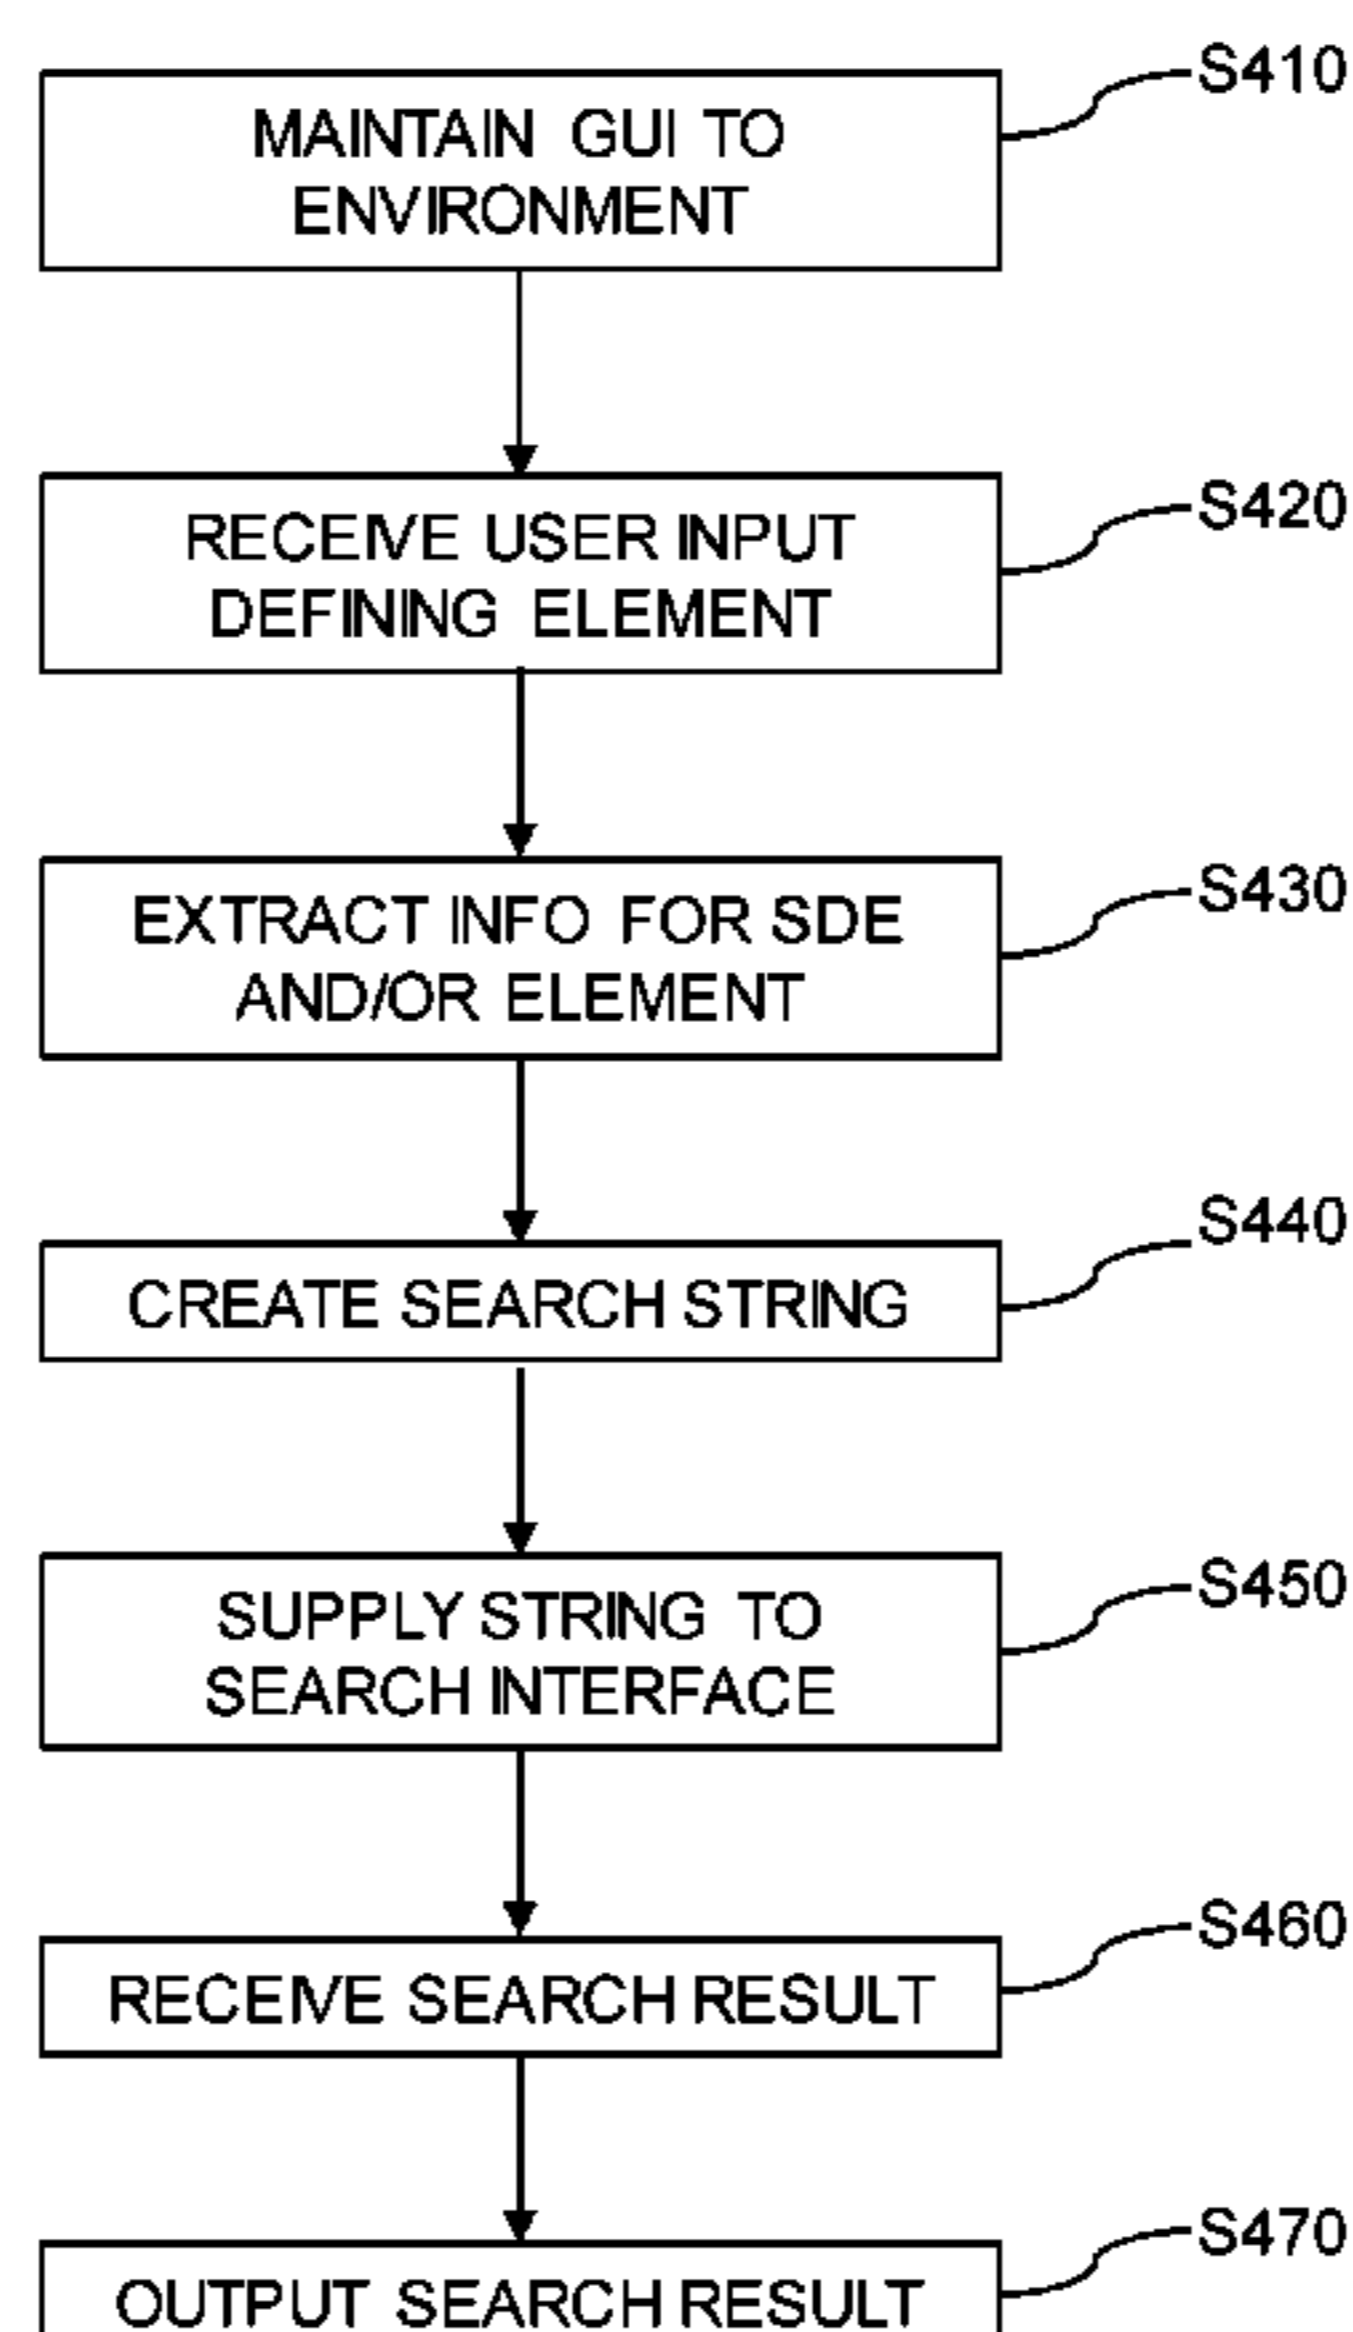 S410
MAINTAIN GUI TO
ENVIRONMENT
S420
RECEIVE USER INPUT
DEFINING ELEMENT
S430
EXTRACT INFO FOR SDE
AND/OR ELEMENT
S440
CREATE SEARCH STRING
S450
SUPPLY STRING TO
SEARCH INTERFACE
S460
RECEIVE SEARCH RESULT
S470
OUTPUT SEARCH RESULT